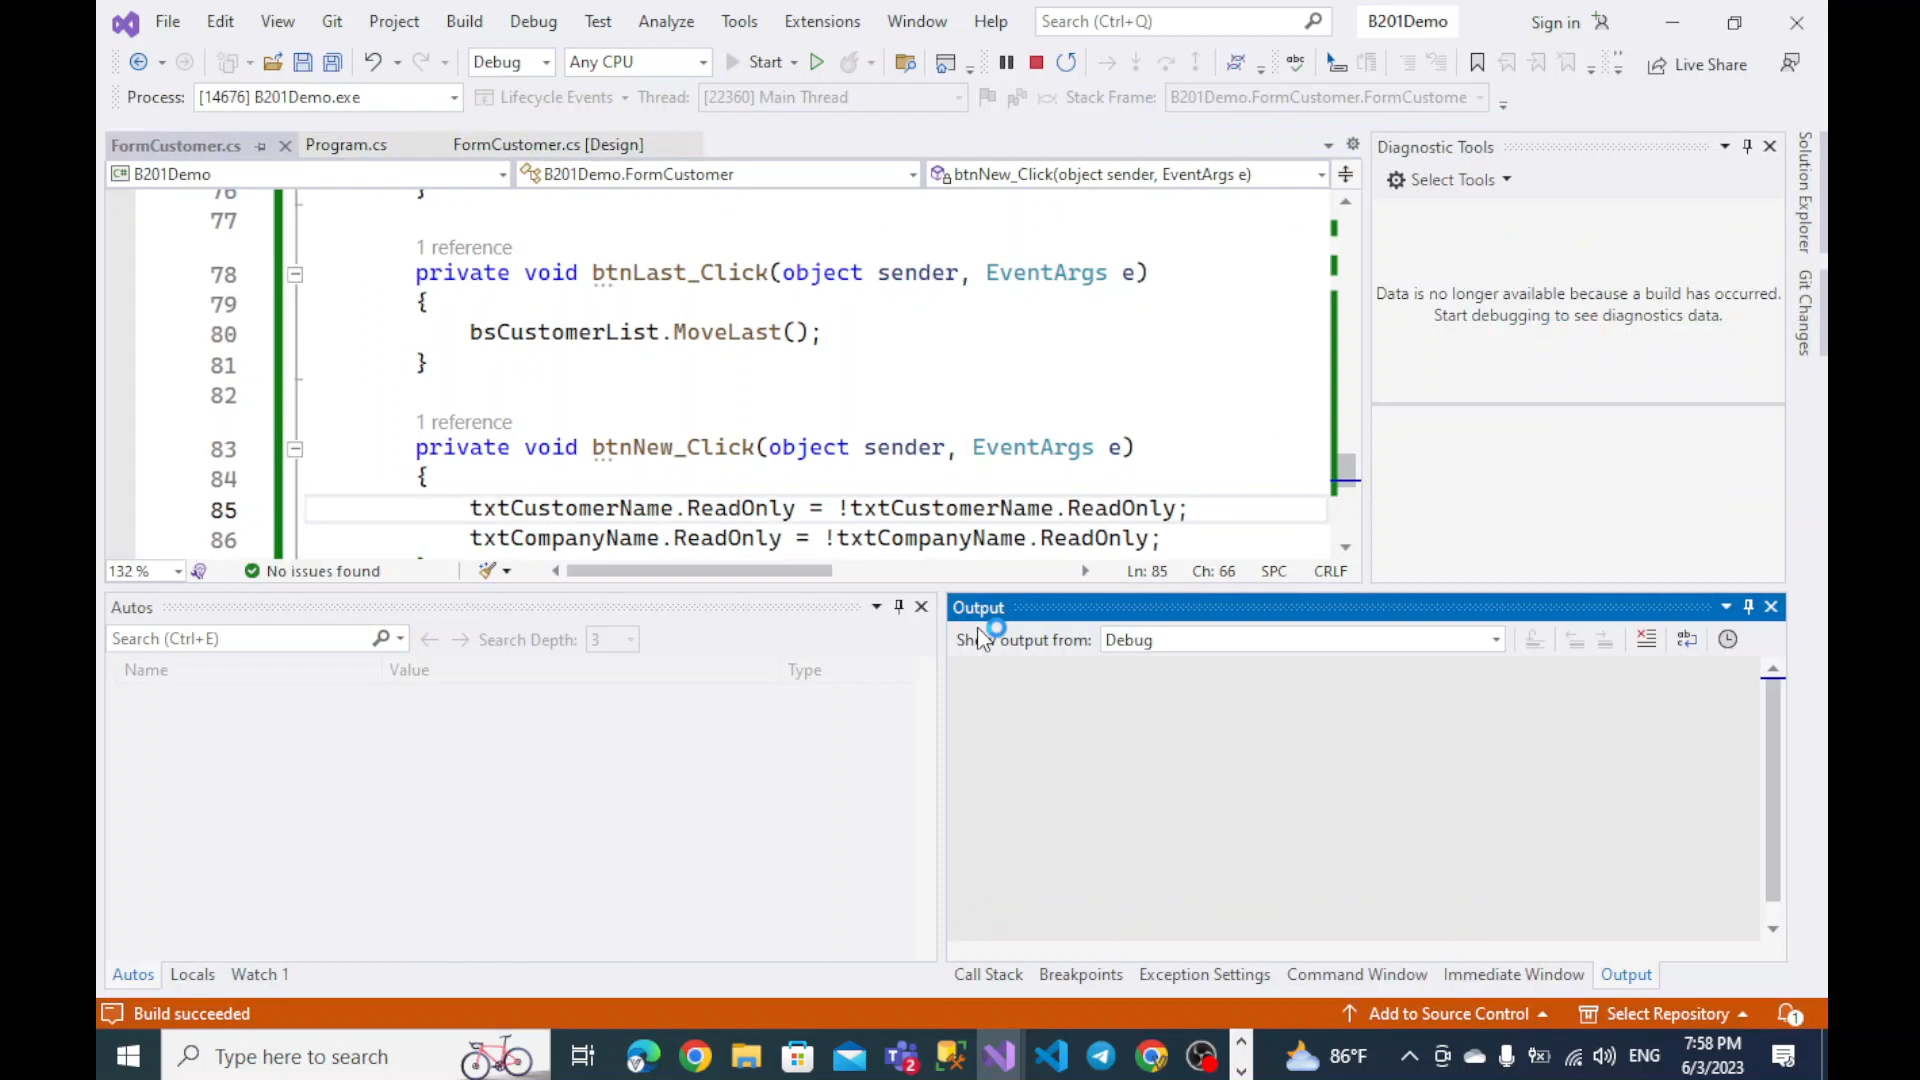 File Edit View Git Project Build Debug Test Analyze Tools Extensions Window Help Search (Ctrl+Q) B201Demo Sign in
Debug Any CPU Start Live Share
Process: [14676] B201Demo.exe Lifecycle Events Thread: [22360] Main Thread Stack Frame: B201Demo.FormCustomer.FormCustome
FormCustomer.cs Program.cs FormCustomer.cs [Design]
B201Demo B201Demo.FormCustomer btnNew_Click(object sender, EventArgs e)
76 }
77
1 reference
78 private void btnLast_Click(object sender, EventArgs e)
79 {
80 bsCustomerList.MoveLast();
81 }
82
1 reference
83 private void btnNew_Click(object sender, EventArgs e)
84 {
85 txtCustomerName.ReadOnly = !txtCustomerName.ReadOnly;
86 txtCompanyName.ReadOnly = !txtCompanyName.ReadOnly;
132 % No issues found Ln: 85 Ch: 66 SPC CRLF
Diagnostic Tools
Select Tools
Data is no longer available because a build has occurred.
Start debugging to see diagnostics data.
Solution Explorer
Git Changes
Autos
Search (Ctrl+E) Search Depth: 3
Name Value Type
Autos Locals Watch 1
Output
output from: Debug
Call Stack Breakpoints Exception Settings Command Window Immediate Window Output
Build succeeded Add to Source Control Select Repository 1
Type here to search 2 86°F ENG 7:58 PM
6/3/2023